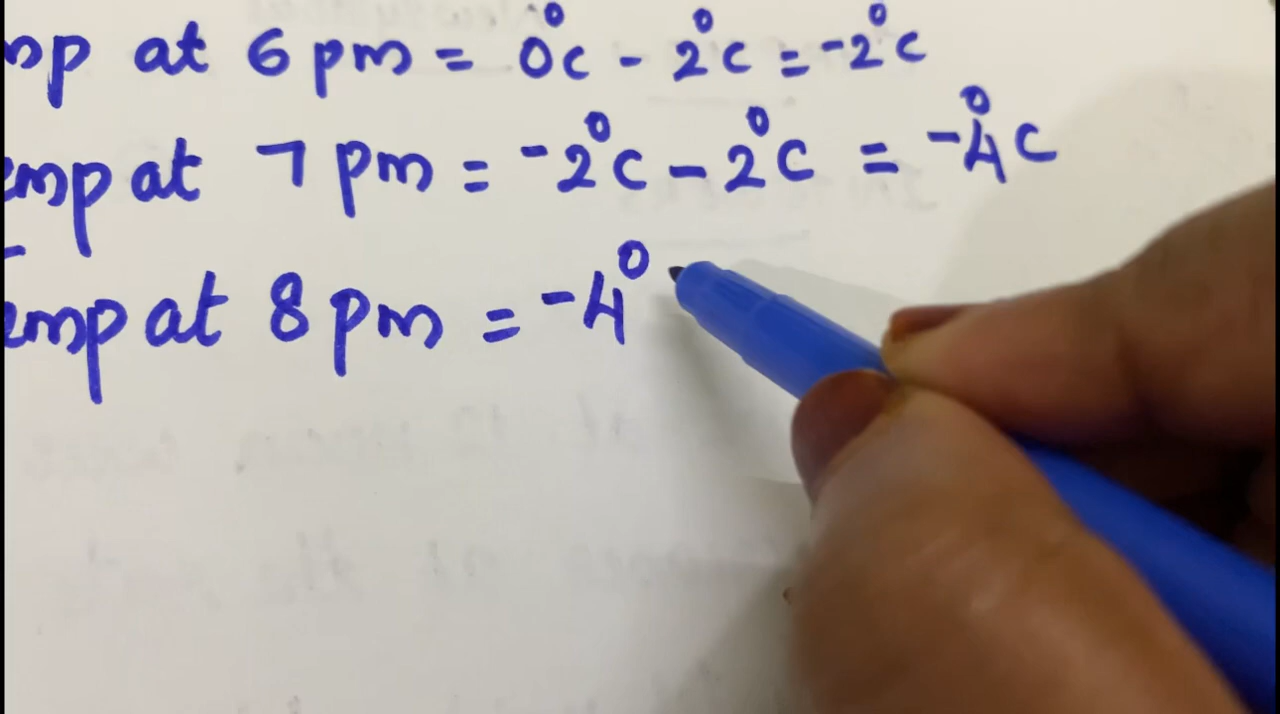 mp at 6 pm = 0°c - 2°c = -2°c
emp at 7 pm = -2°c - 2°c = -4°c
emp at 8 pm = -4°